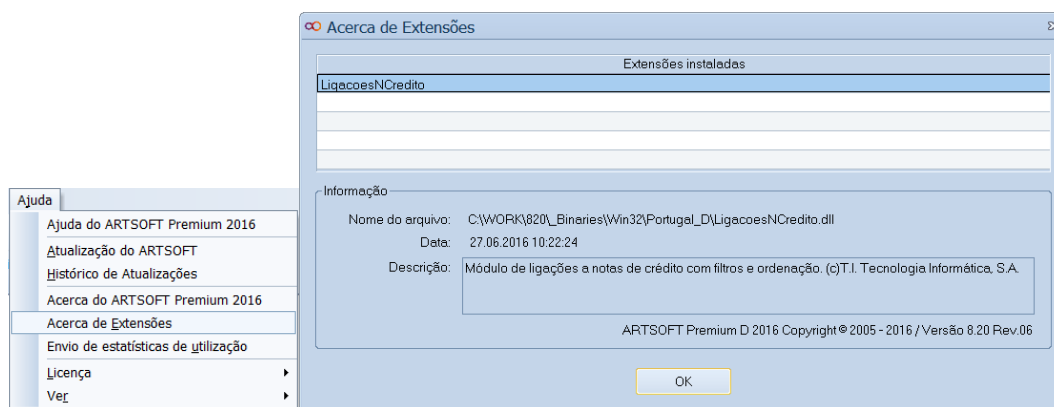 Acerca de Extensões
Extensões instaladas
LigacoesNCredito
Informação
Nome do arquivo: C:\WORK\820\_Binaries\Win32\Portugal_D\LigacoesNCredito.dll
Data: 27.06.2016 10:22:24
Descrição: Módulo de ligações a notas de crédito com filtros e ordenação. (c)T.I. Tecnologia Informática, S.A.
ARTSOFT Premium D 2016 Copyright © 2005 - 2016 / Versão 8.20 Rev.06
OK
Ajuda
Ajuda do ARTSOFT Premium 2016
Atualização do ARTSOFT
Histórico de Atualizações
Acerca do ARTSOFT Premium 2016
Acerca de Extensões
Envio de estatísticas de utilização
Licença
Ver